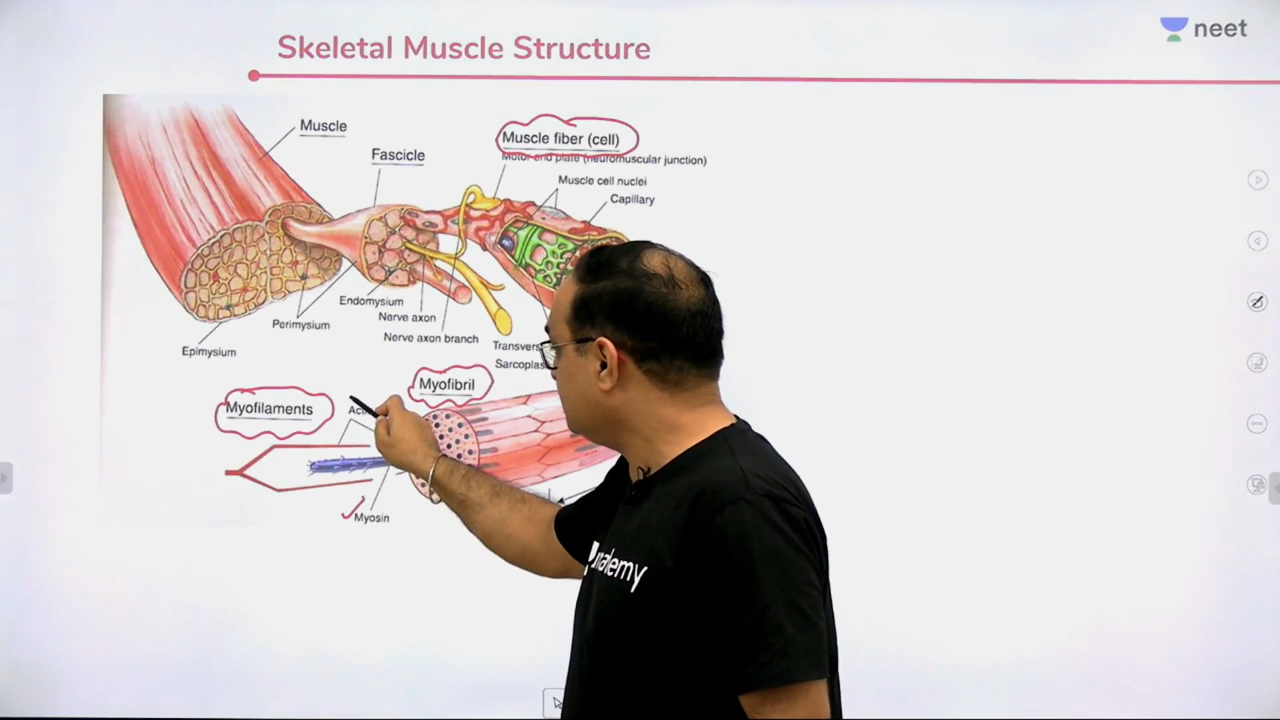 neet
Skeletal Muscle Structure
Muscle
Fascicle
Muscle fiber (cell)
Motor end plate (neuromuscular junction)
Muscle cell nuclei
Capillary
Endomysium
Nerve axon
Perimysium
Nerve axon branch
Epimysium
Myofibril
Myofilaments
Myosin